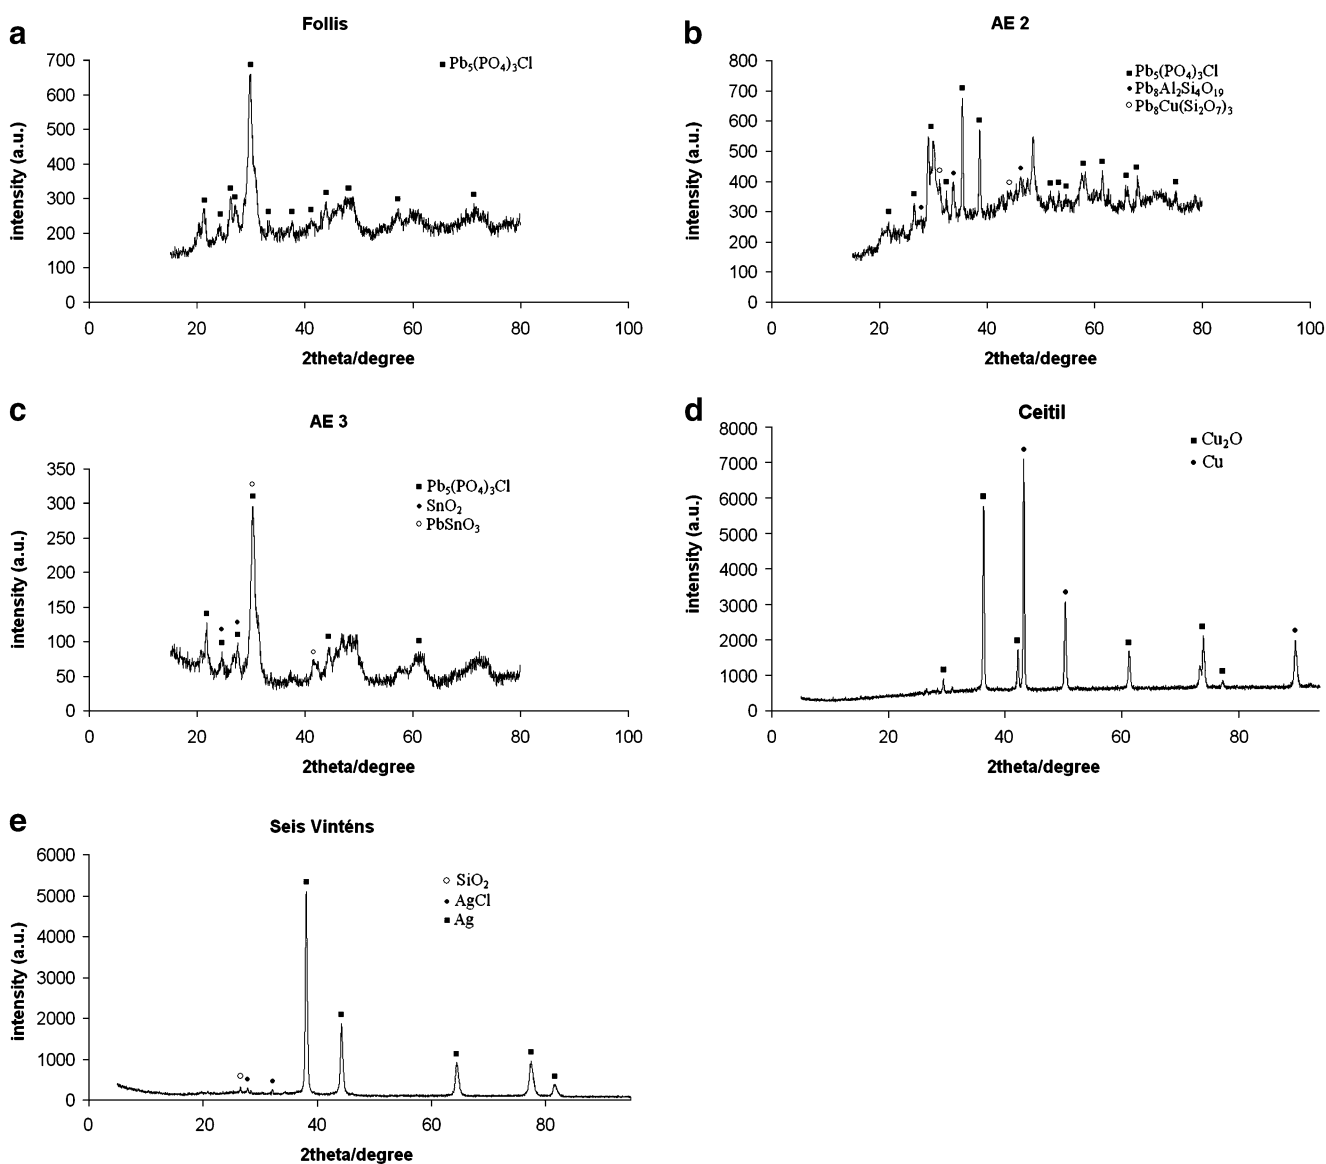 a
Follis
700
600
500
400
300
200
100
0
intensity (a.u.)
■ Pb₅(PO₄)₃Cl
0 20 40 60 80 100
2theta/degree
b
AE 2
800
700
600
500
400
300
200
100
0
intensity (a.u.)
■ Pb₅(PO₄)₃Cl
• Pb₈Al₂Si₄O₁₉
○ Pb₈Cu(Si₂O₇)₃
0 20 40 60 80 100
2theta/degree
c
AE 3
350
300
250
200
150
100
50
0
intensity (a.u.)
■ Pb₅(PO₄)₃Cl
• SnO₂
○ PbSnO₃
0 20 40 60 80 100
2theta/degree
d
Ceitil
8000
7000
6000
5000
4000
3000
2000
1000
0
intensity (a.u.)
■ Cu₂O
• Cu
0 20 40 60 80
2theta/degree
e
Seis Vinténs
6000
5000
4000
3000
2000
1000
0
intensity (a.u.)
○ SiO₂
• AgCl
■ Ag
0 20 40 60 80
2theta/degree